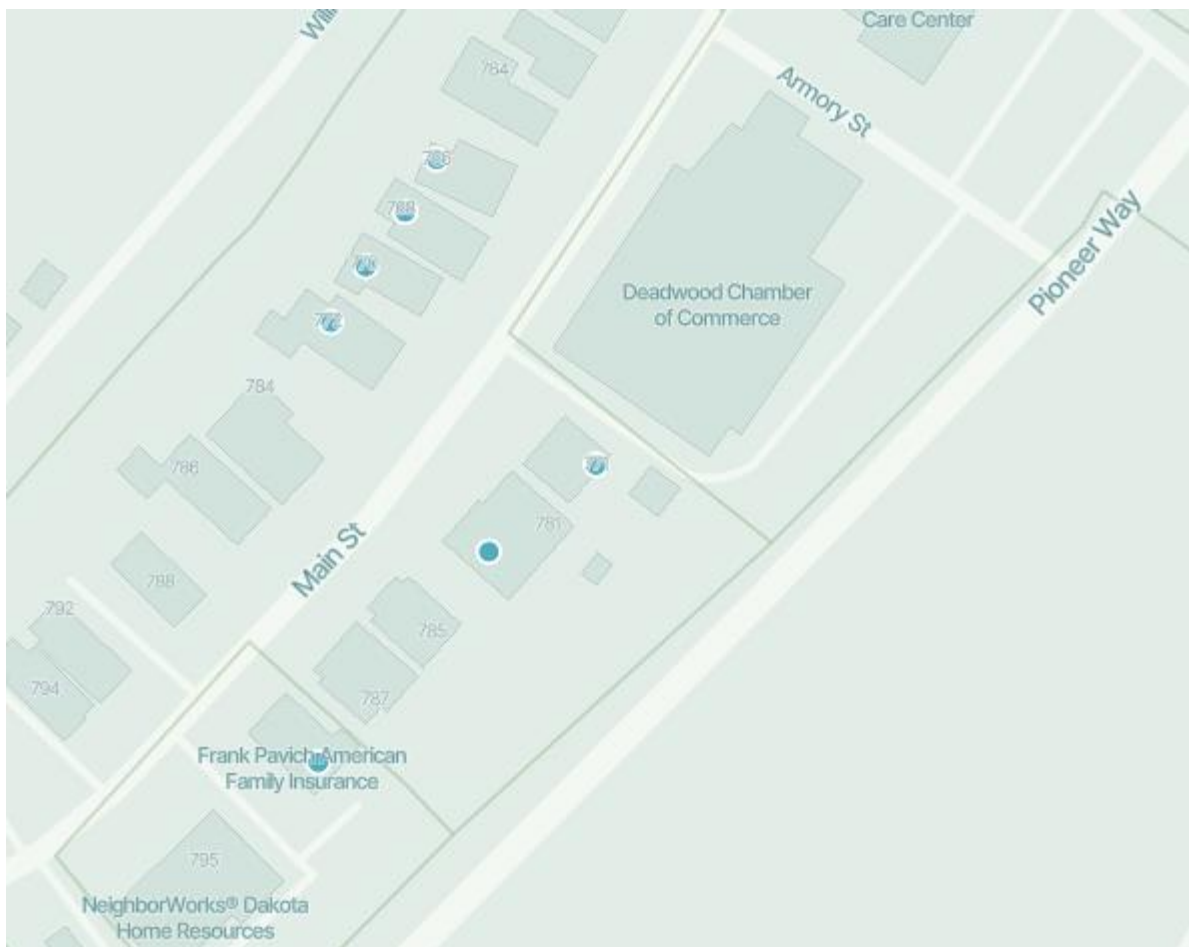 Care Center
784
Armory St
788
Pioneer Way
Deadwood Chamber
of Commerce
784
786
781
Main St
788
792
785
794
787
Frank Pavich-American
Family Insurance
795
NeighborWorks® Dakota
Home Resources